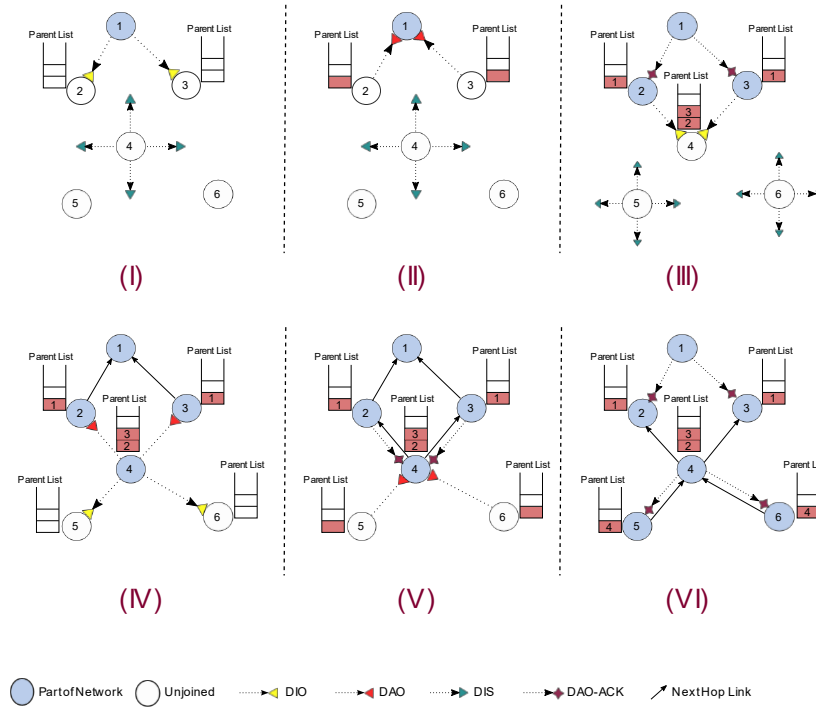 Parent List
1
Parent List
2
3
4
5
6
(I)
Parent List
1
Parent List
2
3
4
5
6
(II)
Parent List
1
Parent List
1
2
Parent List
3
1
3
2
4
5
6
(III)
Parent List
1
Parent List
1
2
Parent List
3
1
3
2
4
Parent List
5
Parent List
6
(IV)
Parent List
1
Parent List
1
2
Parent List
3
1
3
2
4
Parent List
5
Parent List
6
(V)
Parent List
1
Parent List
1
2
Parent List
3
1
3
2
4
Parent List
4
5
Parent Li
6
4
(VI)
Part of Network
Unjoined
DIO
DAO
DIS
DAO-ACK
Next Hop Link